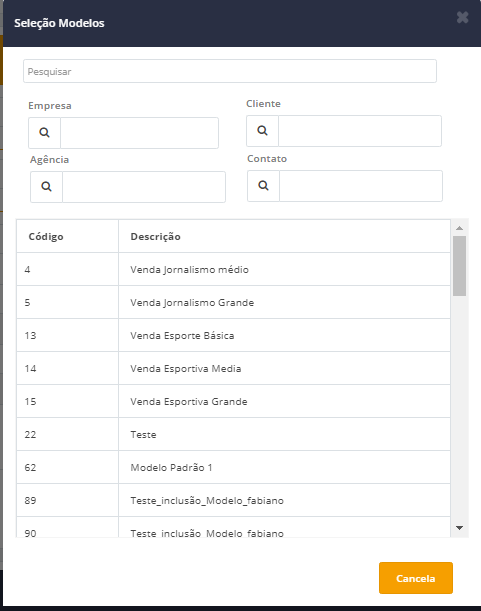 Seleção Modelos
Pesquisar
Empresa
Cliente
Agência
Contato
Código Descrição
4 Venda Jornalismo médio
5 Venda Jornalismo Grande
13 Venda Esporte Básica
14 Venda Esportiva Media
15 Venda Esportiva Grande
22 Teste
62 Modelo Padrão 1
89 Teste_inclusão_Modelo_fabiano
90 Teste_inclusão_Modelo_fabiano
Cancela